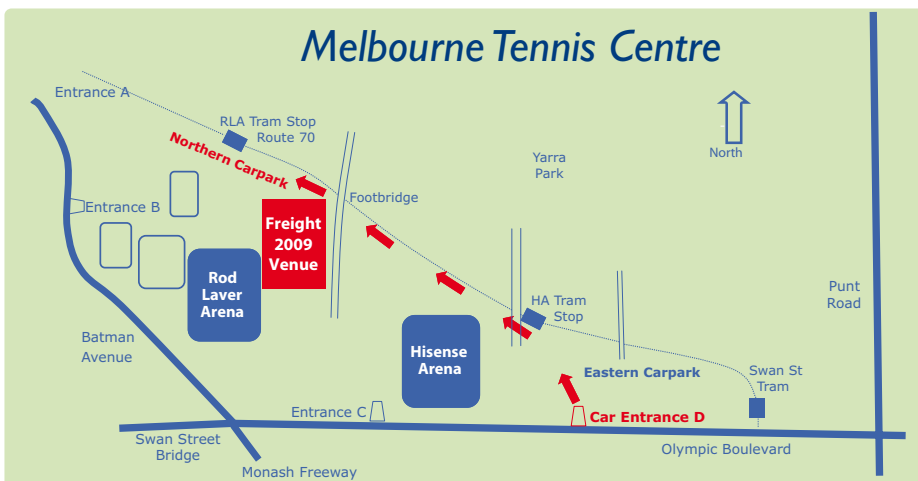 Melbourne Tennis Centre
Entrance A
RLA Tram Stop
Route 70
Northern Carpark
North
Yarra
Park
Footbridge
Entrance B
Freight
2009
Venue
Rod
Laver
Arena
Punt
Road
HA Tram
Stop
Batman
Avenue
Hisense
Arena
Eastern Carpark
Swan St
Tram
Entrance C
Car Entrance D
Swan Street
Bridge
Olympic Boulevard
Monash Freeway